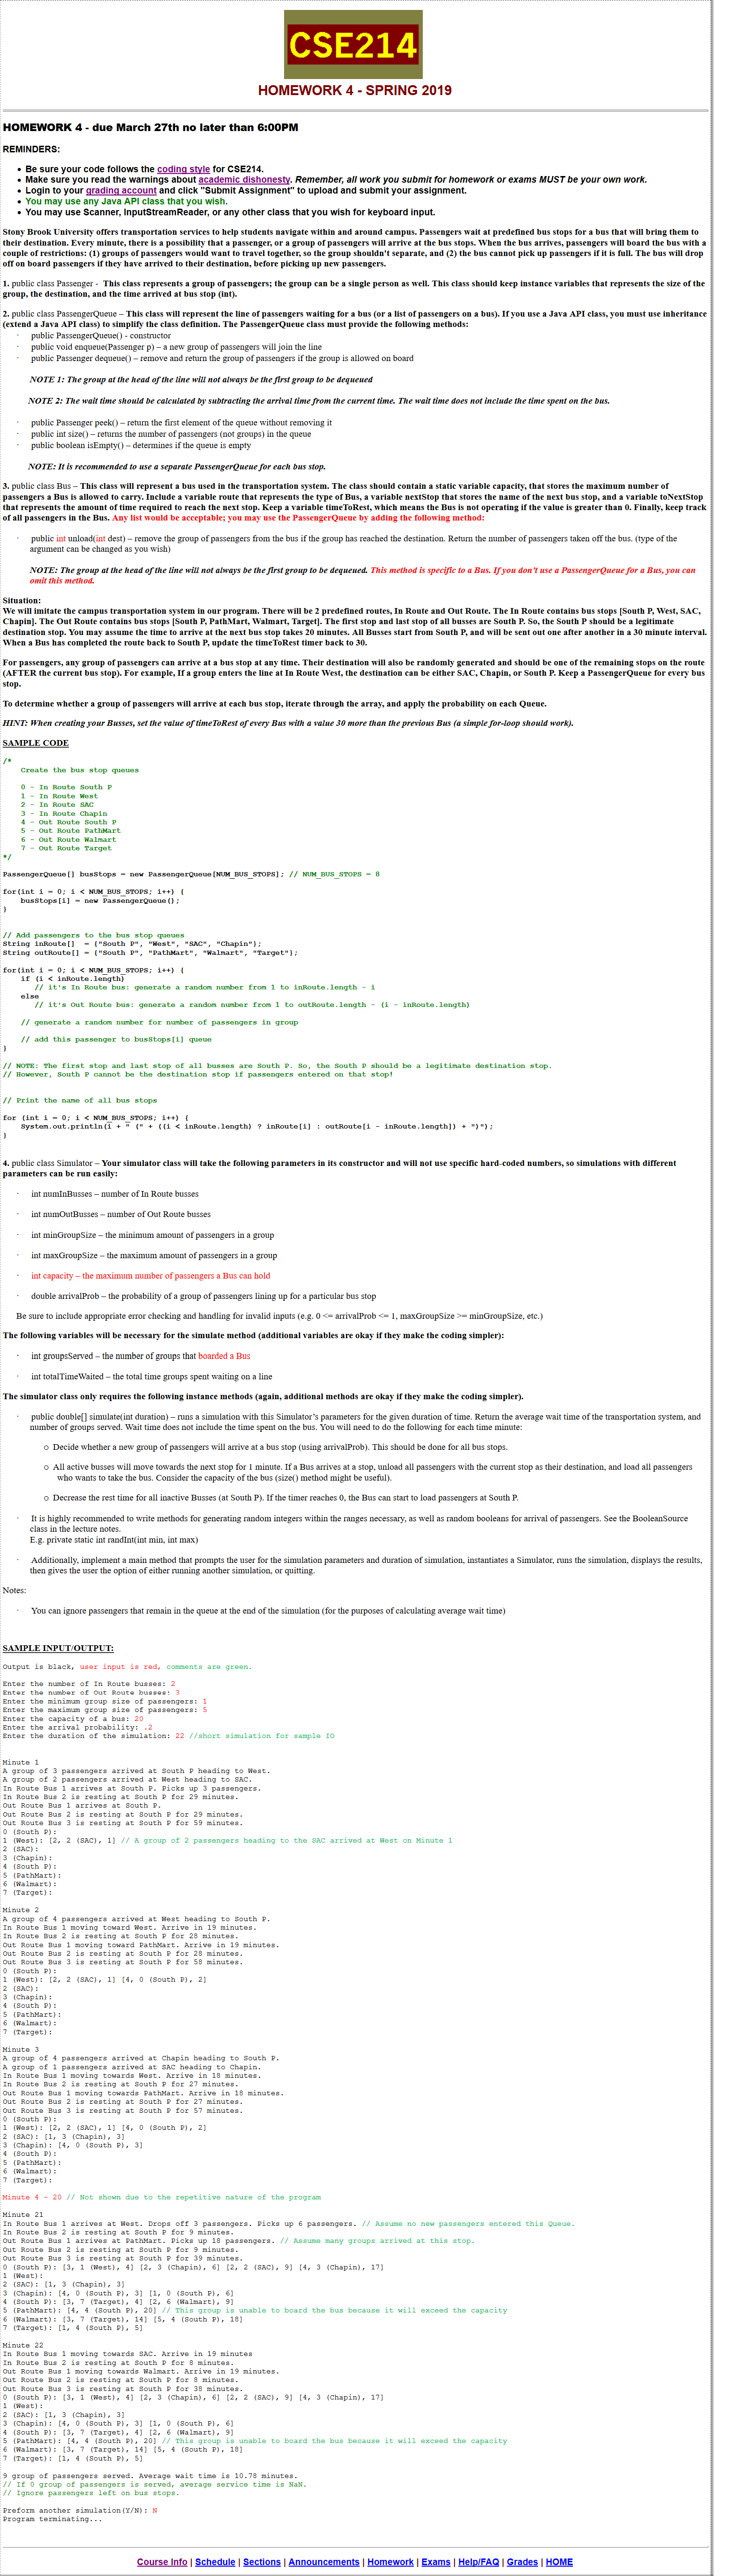 CSE214
HOMEWORK 4 - SPRING 2019
HOMEWORK 4 - due March 27th no later than 6:00PM
REMINDERS:
• Be sure your code follows the coding style for CSE214.
• Make sure you read the warnings about academic dishonesty. Remember, all work you submit for homework or exams MUST be your own work.
• Login to your grading account and click "Submit Assignment" to upload and submit your assignment.
• You may use any Java API class that you wish.
• You may use Scanner, InputStreamReader, or any other class that you wish for keyboard input.
Stony Brook University offers transportation services to help students navigate within and around campus. Passengers wait at predefined bus stops for a bus that will bring them to
their destination. Every minute, there is a possibility that a passenger, or a group of passengers will arrive at the bus stops. When the bus arrives, passengers will board the bus with a
couple of restrictions: (1) groups of passengers would want to travel together, so the group shouldn't separate, and (2) the bus cannot pick up passengers if it is full. The bus will drop
off on board passengers if they have arrived to their destination, before picking up new passengers.
1. public class Passenger - This class represents a group of passengers; the group can be a single person as well. This class should keep instance variables that represents the size of the
group, the destination, and the time arrived at bus stop (int).
2. public class PassengerQueue – This class will represent the line of passengers waiting for a bus (or a list of passengers on a bus). If you use a Java API class, you must use inheritance
(extend a Java API class) to simplify the class definition. The PassengerQueue class must provide the following methods:
· public PassengerQueue() - constructor
· public void enqueue(Passenger p) – a new group of passengers will join the line
· public Passenger dequeue() – remove and return the group of passengers if the group is allowed on board
NOTE 1: The group at the head of the line will not always be the first group to be dequeued
NOTE 2: The wait time should be calculated by subtracting the arrival time from the current time. The wait time does not include the time spent on the bus.
· public Passenger peek() – return the first element of the queue without removing it
· public int size() – returns the number of passengers (not groups) in the queue
· public boolean isEmpty() – determines if the queue is empty
NOTE: It is recommended to use a separate PassengerQueue for each bus stop.
3. public class Bus – This class will represent a bus used in the transportation system. The class should contain a static variable capacity, that stores the maximum number of
passengers a Bus is allowed to carry. Include a variable route that represents the type of Bus, a variable nextStop that stores the name of the next bus stop, and a variable toNextStop
that represents the amount of time required to reach the next stop. Keep a variable timeToRest, which means the Bus is not operating if the value is greater than 0. Finally, keep track
of all passengers in the Bus. Any list would be acceptable; you may use the PassengerQueue by adding the following method:
· public int unload(int dest) – remove the group of passengers from the bus if the group has reached the destination. Return the number of passengers taken off the bus. (type of the
argument can be changed as you wish)
NOTE: The group at the head of the line will not always be the first group to be dequeued. This method is specific to a Bus. If you don't use a PassengerQueue for a Bus, you can
omit this method.
Situation:
We will imitate the campus transportation system in our program. There will be 2 predefined routes, In Route and Out Route. The In Route contains bus stops [South P, West, SAC,
Chapin]. The Out Route contains bus stops [South P, PathMart, Walmart, Target]. The first stop and last stop of all busses are South P. So, the South P should be a legitimate
destination stop. You may assume the time to arrive at the next bus stop takes 20 minutes. All Busses start from South P, and will be sent out one after another in a 30 minute interval.
When a Bus has completed the route back to South P, update the timeToRest timer back to 30.
For passengers, any group of passengers can arrive at a bus stop at any time. Their destination will also be randomly generated and should be one of the remaining stops on the route
(AFTER the current bus stop). For example, If a group enters the line at In Route West, the destination can be either SAC, Chapin, or South P. Keep a PassengerQueue for every bus
stop.
To determine whether a group of passengers will arrive at each bus stop, iterate through the array, and apply the probability on each Queue.
HINT: When creating your Busses, set the value of timeToRest of every Bus with a value 30 more than the previous Bus (a simple for-loop should work).
SAMPLE CODE
/*
Create the bus stop queues
0 - In Route South P
1 - In Route West
2 - In Route SAC
3 - In Route Chapin
4 - Out Route South P
5 - Out Route PathMart
6 - Out Route Walmart
7 - Out Route Target
*/
PassengerQueue[] busStops = new PassengerQueue[NUM_BUS_STOPS]; // NUM_BUS_STOPS = 8
for(int i = 0; i < NUM_BUS_STOPS; i++) {
busStops[i] = new PassengerQueue();
}
// Add passengers to the bus stop queues
String inRoute[] = {"South P", "West", "SAC", "Chapin"};
String outRoute[] = {"South P", "PathMart", "Walmart", "Target"};
for(int i = 0; i < NUM_BUS_STOPS; i++) {
if (i < inRoute.length)
// it's In Route bus: generate a random number from 1 to inRoute.length - i
else
// it's Out Route bus: generate a random number from 1 to outRoute.length - (i - inRoute.length)
// generate a random number for number of passengers in group
// add this passenger to busStops[i] queue
}
// NOTE: The first stop and last stop of all busses are South P. So, the South P should be a legitimate destination stop.
// However, South P cannot be the destination stop if passengers entered on that stop!
// Print the name of all bus stops
for (int i = 0; i < NUM_BUS_STOPS; i++) {
System.out.println(i + " (" + ((i < inRoute.length) ? inRoute[i] : outRoute[i - inRoute.length]) + ")");
}
4. public class Simulator – Your simulator class will take the following parameters in its constructor and will not use specific hard-coded numbers, so simulations with different
parameters can be run easily:
· int numInBusses – number of In Route busses
· int numOutBusses – number of Out Route busses
· int minGroupSize – the minimum amount of passengers in a group
· int maxGroupSize – the maximum amount of passengers in a group
· int capacity – the maximum number of passengers a Bus can hold
· double arrivalProb – the probability of a group of passengers lining up for a particular bus stop
Be sure to include appropriate error checking and handling for invalid inputs (e.g. 0 <= arrivalProb <= 1, maxGroupSize >= minGroupSize, etc.)
The following variables will be necessary for the simulate method (additional variables are okay if they make the coding simpler):
· int groupsServed – the number of groups that boarded a Bus
· int totalTimeWaited – the total time groups spent waiting on a line
The simulator class only requires the following instance methods (again, additional methods are okay if they make the coding simpler).
· public double[] simulate(int duration) – runs a simulation with this Simulator's parameters for the given duration of time. Return the average wait time of the transportation system, and
number of groups served. Wait time does not include the time spent on the bus. You will need to do the following for each time minute:
o Decide whether a new group of passengers will arrive at a bus stop (using arrivalProb). This should be done for all bus stops.
o All active busses will move towards the next stop for 1 minute. If a Bus arrives at a stop, unload all passengers with the current stop as their destination, and load all passengers
who wants to take the bus. Consider the capacity of the bus (size() method might be useful).
o Decrease the rest time for all inactive Busses (at South P). If the timer reaches 0, the Bus can start to load passengers at South P.
· It is highly recommended to write methods for generating random integers within the ranges necessary, as well as random booleans for arrival of passengers. See the BooleanSource
class in the lecture notes.
E.g. private static int randInt(int min, int max)
· Additionally, implement a main method that prompts the user for the simulation parameters and duration of simulation, instantiates a Simulator, runs the simulation, displays the results,
then gives the user the option of either running another simulation, or quitting.
Notes:
· You can ignore passengers that remain in the queue at the end of the simulation (for the purposes of calculating average wait time)
SAMPLE INPUT/OUTPUT:
Output is black, user input is red, comments are green.
Enter the number of In Route busses: 2
Enter the number of Out Route busses: 3
Enter the minimum group size of passengers: 1
Enter the maximum group size of passengers: 5
Enter the capacity of a bus: 20
Enter the arrival probability: .2
Enter the duration of the simulation: 22 //short simulation for sample IO
Minute 1
A group of 3 passengers arrived at South P heading to West.
A group of 2 passengers arrived at West heading to SAC.
In Route Bus 1 arrives at South P. Picks up 3 passengers.
In Route Bus 2 is resting at South P for 29 minutes.
Out Route Bus 1 arrives at South P.
Out Route Bus 2 is resting at South P for 29 minutes.
Out Route Bus 3 is resting at South P for 59 minutes.
0 (South P):
1 (West): [2, 2 (SAC), 1] // A group of 2 passengers heading to the SAC arrived at West on Minute 1
2 (SAC):
3 (Chapin):
4 (South P):
5 (PathMart):
6 (Walmart):
7 (Target):
Minute 2
A group of 4 passengers arrived at West heading to South P.
In Route Bus 1 moving toward West. Arrive in 19 minutes.
In Route Bus 2 is resting at South P for 28 minutes.
Out Route Bus 1 moving toward PathMart. Arrive in 19 minutes.
Out Route Bus 2 is resting at South P for 28 minutes.
Out Route Bus 3 is resting at South P for 58 minutes.
0 (South P):
1 (West): [2, 2 (SAC), 1] [4, 0 (South P), 2]
2 (SAC):
3 (Chapin):
4 (South P):
5 (PathMart):
6 (Walmart):
7 (Target):
Minute 3
A group of 4 passengers arrived at Chapin heading to South P.
A group of 1 passengers arrived at SAC heading to Chapin.
In Route Bus 1 moving towards West. Arrive in 18 minutes.
In Route Bus 2 is resting at South P for 27 minutes.
Out Route Bus 1 moving towards PathMart. Arrive in 18 minutes.
Out Route Bus 2 is resting at South P for 27 minutes.
Out Route Bus 3 is resting at South P for 57 minutes.
0 (South P):
1 (West): [2, 2 (SAC), 1] [4, 0 (South P), 2]
2 (SAC): [1, 3 (Chapin), 3]
3 (Chapin): [4, 0 (South P), 3]
4 (South P):
5 (PathMart):
6 (Walmart):
7 (Target):
Minute 4 - 20 // Not shown due to the repetitive nature of the program
Minute 21
In Route Bus 1 arrives at West. Drops off 3 passengers. Picks up 6 passengers. // Assume no new passengers entered this Queue.
In Route Bus 2 is resting at South P for 9 minutes.
Out Route Bus 1 arrives at PathMart. Picks up 18 passengers. // Assume many groups arrived at this stop.
Out Route Bus 2 is resting at South P for 9 minutes.
Out Route Bus 3 is resting at South P for 39 minutes.
0 (South P): [3, 1 (West), 4] [2, 3 (Chapin), 6] [2, 2 (SAC), 9] [4, 3 (Chapin), 17]
1 (West):
2 (SAC): [1, 3 (Chapin), 3]
3 (Chapin): [4, 0 (South P), 3] [1, 0 (South P), 6]
4 (South P): [3, 7 (Target), 4] [2, 6 (Walmart), 9]
5 (PathMart): [4, 4 (South P), 20] // This group is unable to board the bus because it will exceed the capacity
6 (Walmart): [3, 7 (Target), 14] [5, 4 (South P), 18]
7 (Target): [1, 4 (South P), 5]
Minute 22
In Route Bus 1 moving towards SAC. Arrive in 19 minutes
In Route Bus 2 is resting at South P for 8 minutes.
Out Route Bus 1 moving towards Walmart. Arrive in 19 minutes.
Out Route Bus 2 is resting at South P for 8 minutes.
Out Route Bus 3 is resting at South P for 38 minutes.
0 (South P): [3, 1 (West), 4] [2, 3 (Chapin), 6] [2, 2 (SAC), 9] [4, 3 (Chapin), 17]
1 (West):
2 (SAC): [1, 3 (Chapin), 3]
3 (Chapin): [4, 0 (South P), 3] [1, 0 (South P), 6]
4 (South P): [3, 7 (Target), 4] [2, 6 (Walmart), 9]
5 (PathMart): [4, 4 (South P), 20] // This group is unable to board the bus because it will exceed the capacity
6 (Walmart): [3, 7 (Target), 14] [5, 4 (South P), 18]
7 (Target): [1, 4 (South P), 5]
9 group of passengers served. Average wait time is 10.78 minutes.
// If 0 group of passengers is served, average service time is NaN.
// Ignore passengers left on bus stops.
Preform another simulation(Y/N): N
Program terminating...
Course Info | Schedule | Sections | Announcements | Homework | Exams | Help/FAQ | Grades | HOME